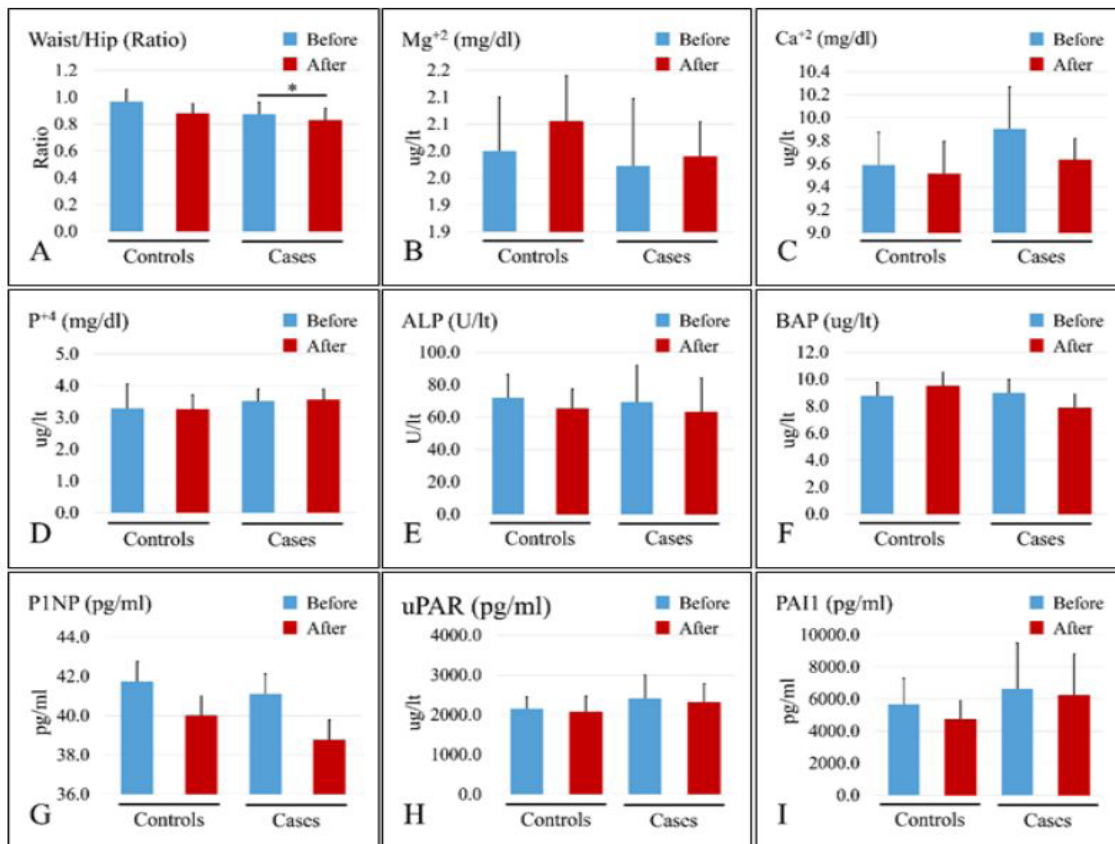 Waist/Hip (Ratio)
Before
After
1.2
1.0
0.8
0.6
0.4
0.2
0.0
Ratio
*
Controls
Cases
A
Mg⁺² (mg/dl)
Before
After
2.2
2.1
2.1
2.0
2.0
1.9
1.9
ug/lt
Controls
Cases
B
Ca⁺² (mg/dl)
Before
After
10.4
10.2
10.0
9.8
9.6
9.4
9.2
9.0
ug/lt
Controls
Cases
C
P⁺⁴ (mg/dl)
Before
After
5.0
4.0
3.0
2.0
1.0
0.0
ug/lt
Controls
Cases
D
ALP (U/lt)
Before
After
100.0
80.0
60.0
40.0
20.0
0.0
U/lt
Controls
Cases
E
BAP (ug/lt)
Before
After
12.0
10.0
8.0
6.0
4.0
2.0
0.0
ug/lt
Controls
Cases
F
P1NP (pg/ml)
Before
After
44.0
42.0
40.0
38.0
36.0
pg/ml
Controls
Cases
G
uPAR (pg/ml)
Before
After
4000.0
3000.0
2000.0
1000.0
0.0
ug/lt
Controls
Cases
H
PAI1 (pg/ml)
Before
After
10000.0
8000.0
6000.0
4000.0
2000.0
0.0
pg/ml
Controls
Cases
I